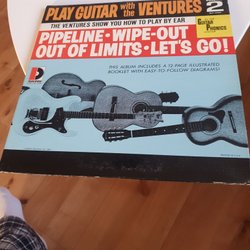 PLAY GUITAR with the VENTURES
2
THE VENTURES SHOW YOU HOW TO PLAY BY EAR
GUITAR
PHONICS
PIPELINE • WIPE-OUT
OUT OF LIMITS • LET'S GO!
THIS ALBUM INCLUDES A 12-PAGE ILLUSTRATED
BOOKLET WITH EASY-TO-FOLLOW DIAGRAMS!